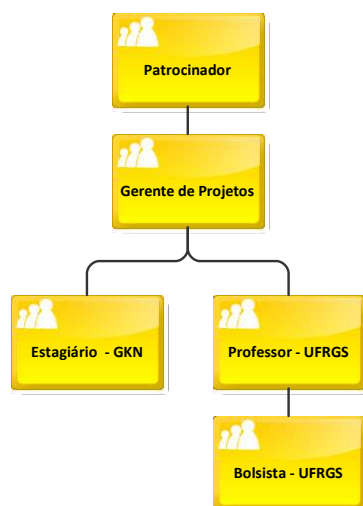 Patrocinador
Gerente de Projetos
Estagiário - GKN
Professor - UFRGS
Bolsista - UFRGS